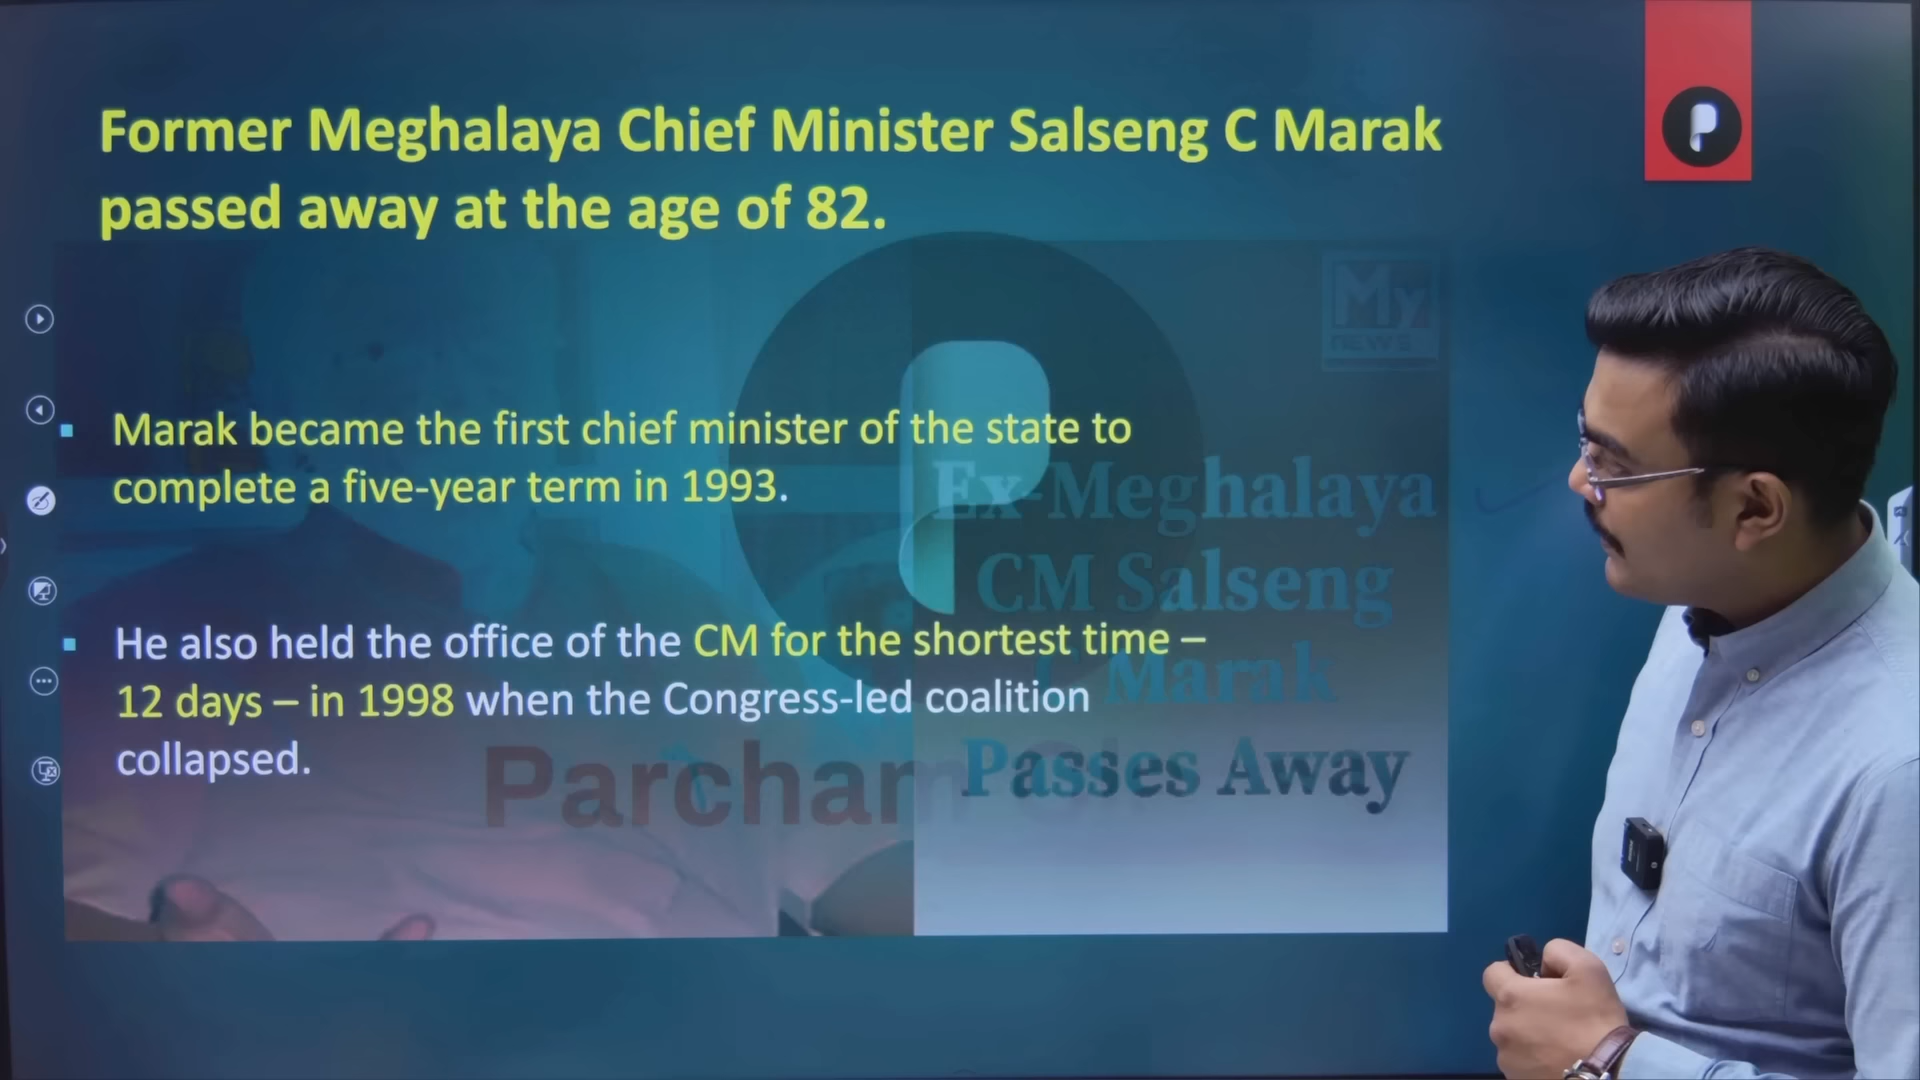 Former Meghalaya Chief Minister Salseng C Marak
passed away at the age of 82.
My
NEWS
▪ Marak became the first chief minister of the state to
complete a five-year term in 1993.
Ex-Meghalaya
CM Salseng
C Marak
Passes Away
▪ He also held the office of the CM for the shortest time –
12 days – in 1998 when the Congress-led coalition
collapsed.
Parcham